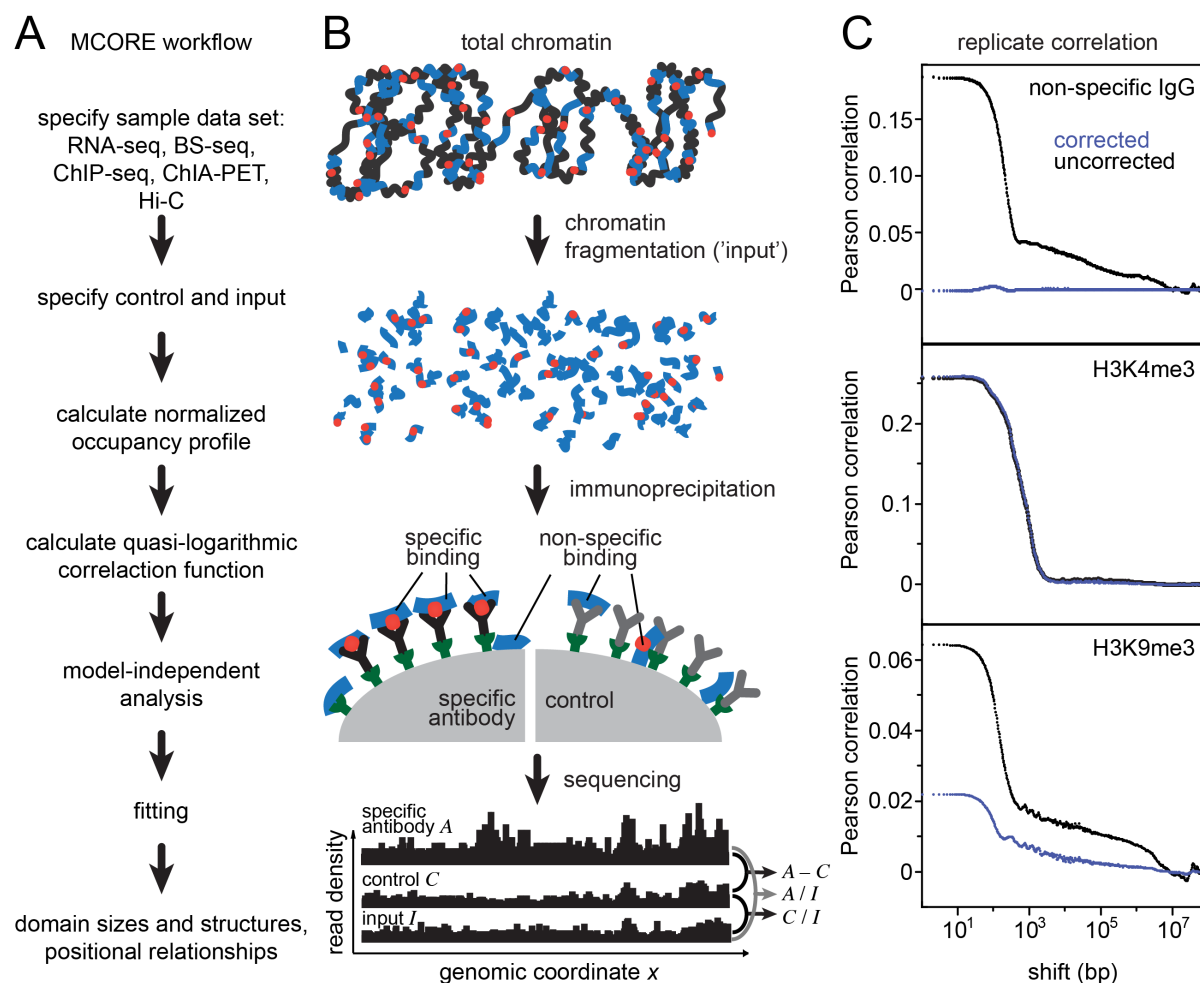 A
MCORE workflow
specify sample data set:
RNA-seq, BS-seq,
ChIP-seq, ChIA-PET,
Hi-C
specify control and input
calculate normalized
occupancy profile
calculate quasi-logarithmic
correlaction function
model-independent
analysis
fitting
domain sizes and structures,
positional relationships
B
total chromatin
chromatin
fragmentation ('input')
immunoprecipitation
specific
binding
non-specific
binding
specific
antibody
control
sequencing
specific
antibody A
control C
input I
read density
genomic coordinate x
A – C
A / I
C / I
C
replicate correlation
non-specific IgG
corrected
uncorrected
Pearson correlation
0.15
0.10
0.05
0
H3K4me3
Pearson correlation
0.2
0.1
0
H3K9me3
Pearson correlation
0.06
0.04
0.02
0
10¹ 10³ 10⁵ 10⁷
shift (bp)